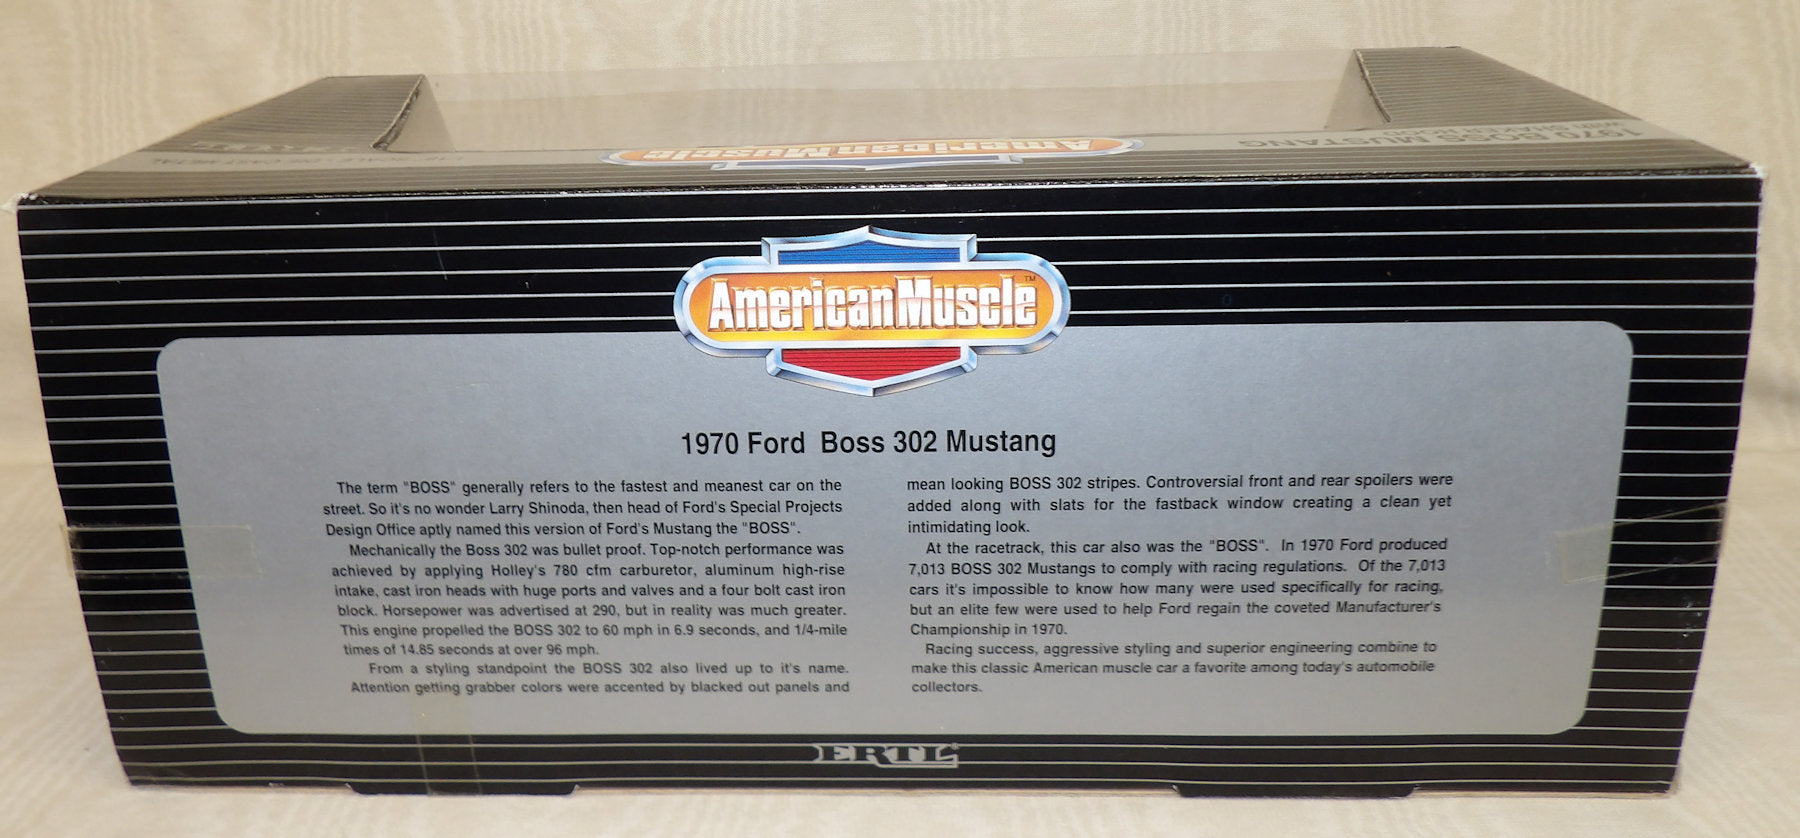 1970 BOSS MUSTANG
WITH SHAKER HOOD
AmericanMuscle
AmericanMuscle™
1970 Ford Boss 302 Mustang
The term "BOSS" generally refers to the fastest and meanest car on the
street. So it's no wonder Larry Shinoda, then head of Ford's Special Projects
Design Office aptly named this version of Ford's Mustang the "BOSS".
Mechanically the Boss 302 was bullet proof. Top-notch performance was
achieved by applying Holley's 780 cfm carburetor, aluminum high-rise
intake, cast iron heads with huge ports and valves and a four bolt cast iron
block. Horsepower was advertised at 290, but in reality was much greater.
This engine propelled the BOSS 302 to 60 mph in 6.9 seconds, and 1/4-mile
times of 14.85 seconds at over 96 mph.
From a styling standpoint the BOSS 302 also lived up to it's name.
Attention getting grabber colors were accented by blacked out panels and
mean looking BOSS 302 stripes. Controversial front and rear spoilers were
added along with slats for the fastback window creating a clean yet
intimidating look.
At the racetrack, this car also was the "BOSS". In 1970 Ford produced
7,013 BOSS 302 Mustangs to comply with racing regulations. Of the 7,013
cars it's impossible to know how many were used specifically for racing,
but an elite few were used to help Ford regain the coveted Manufacturer's
Championship in 1970.
Racing success, aggressive styling and superior engineering combine to
make this classic American muscle car a favorite among today's automobile
collectors.
ERTL®